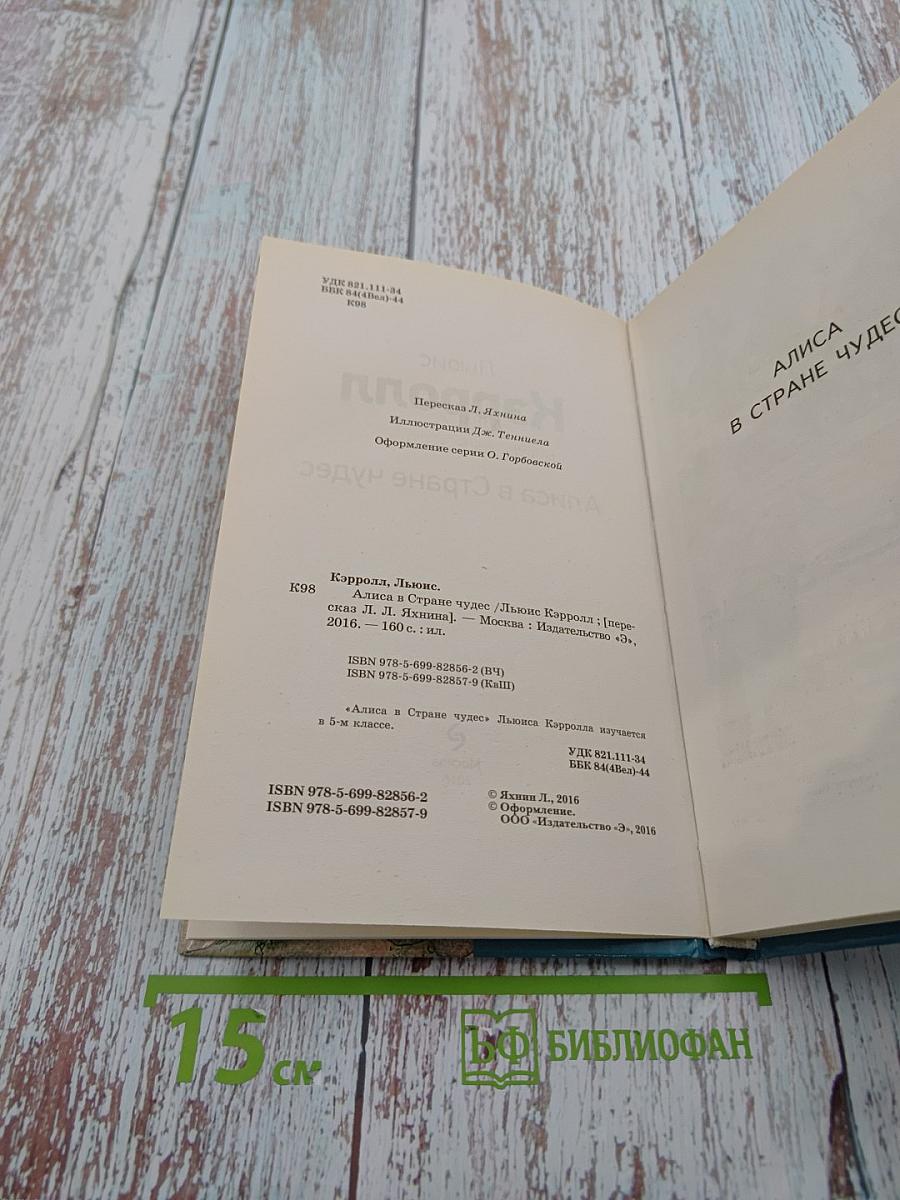 УДК 821.111-34
ББК 84(4Вел)-44
К98
Пересказ Л. Яхнина
Иллюстрации Дж. Тенниела
Оформление серии О. Горбовской
Кэрролл, Льюис.
К98 Алиса в Стране чудес /Льюис Кэрролл ; [пере-
сказ Л. Л. Яхнина]. — Москва : Издательство «Э»,
2016. — 160 с. : ил.
ISBN 978-5-699-82856-2 (ВЧ)
ISBN 978-5-699-82857-9 (КвШ)
«Алиса в Стране чудес» Льюиса Кэрролла изучается
в 5-м классе.
УДК 821.111-34
ББК 84(4Вел)-44
ISBN 978-5-699-82856-2
ISBN 978-5-699-82857-9
© Яхнин Л., 2016
© Оформление.
ООО «Издательство «Э», 2016
АЛИСА
В СТРАНЕ ЧУДЕС
15 см
БФ БИБЛИОФАН